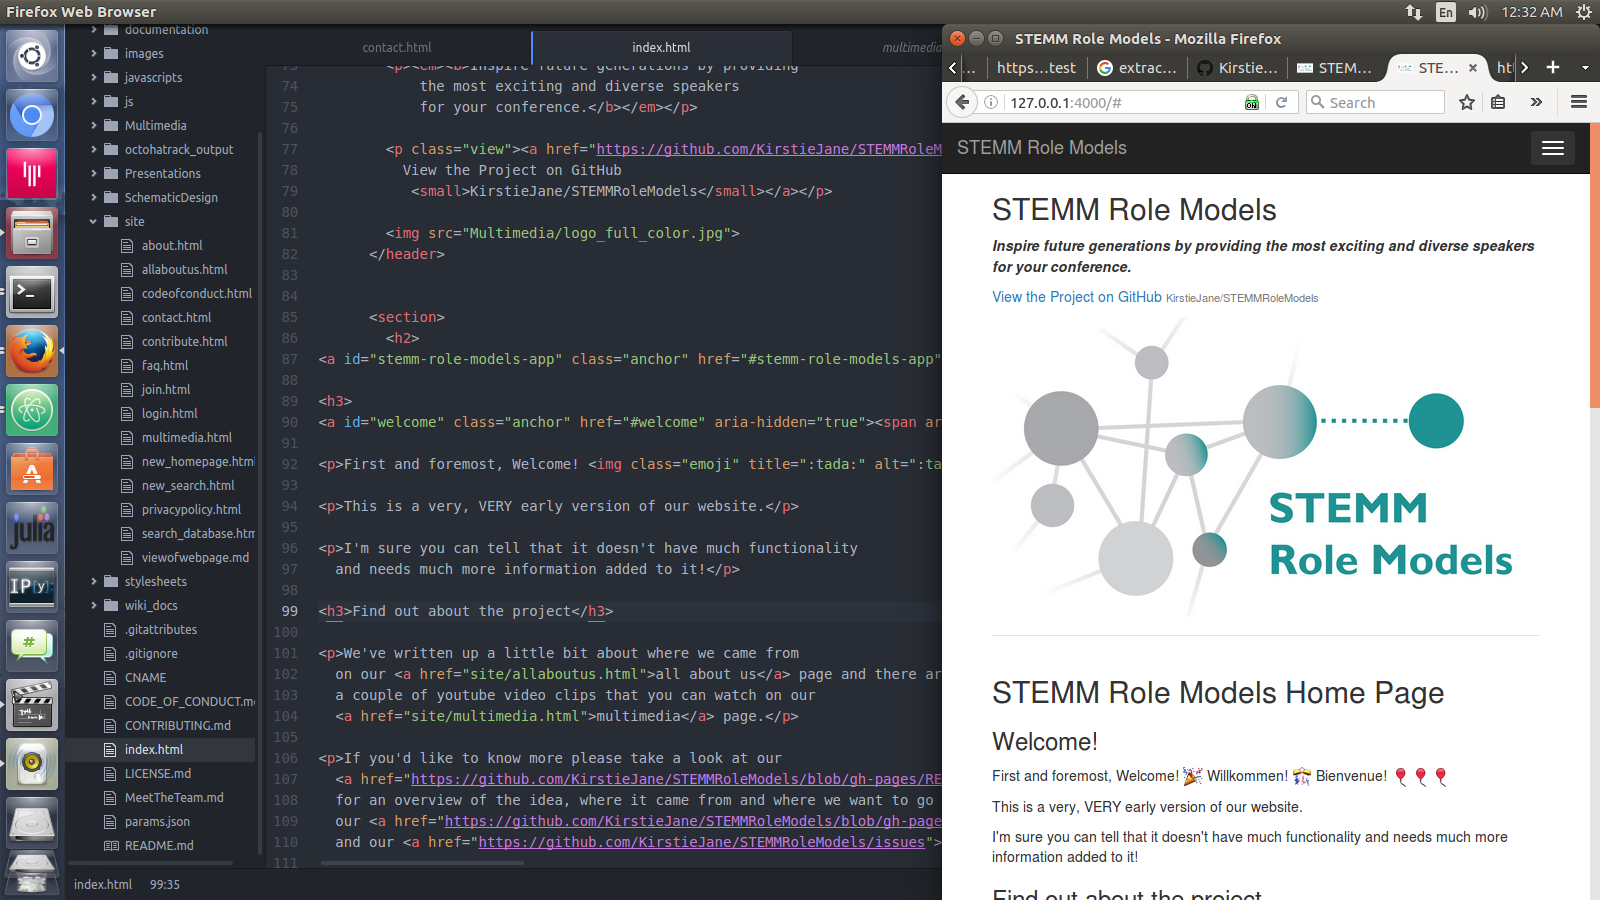 Firefox Web Browser
En
12:32 AM
documentation
images
javascripts
js
Multimedia
octohatrack_output
Presentations
SchematicDesign
site
about.html
allaboutus.html
codeofconduct.html
contact.html
contribute.html
faq.html
join.html
login.html
multimedia.html
new_homepage.html
new_search.html
privacypolicy.html
search_database.htm
viewofwebpage.md
stylesheets
wiki_docs
.gitattributes
.gitignore
CNAME
CODE_OF_CONDUCT.m
CONTRIBUTING.md
index.html
LICENSE.md
MeetTheTeam.md
params.json
README.md
index.html 99:35
julia
IP[y]:
contact.html
index.html
multimedia
73 <p><em><b>Inspire future generations by providing
74 the most exciting and diverse speakers
75 for your conference.</b></em></p>
76
77 <p class="view"><a href="https://github.com/KirstieJane/STEMMRoleM
78 View the Project on GitHub
79 <small>KirstieJane/STEMMRoleModels</small></a></p>
80
81 <img src="Multimedia/logo_full_color.jpg">
82 </header>
83
84
85 <section>
86 <h2>
87 <a id="stemm-role-models-app" class="anchor" href="#stemm-role-models-app"
88
89 <h3>
90 <a id="welcome" class="anchor" href="#welcome" aria-hidden="true"><span ar
91
92 <p>First and foremost, Welcome! <img class="emoji" title=":tada:" alt=":ta
93
94 <p>This is a very, VERY early version of our website.</p>
95
96 <p>I'm sure you can tell that it doesn't have much functionality
97 and needs much more information added to it!</p>
98
99 <h3>Find out about the project</h3>
100
101 <p>We've written up a little bit about where we came from
102 on our <a href="site/allaboutus.html">all about us</a> page and there ar
103 a couple of youtube video clips that you can watch on our
104 <a href="site/multimedia.html">multimedia</a> page.</p>
105
106 <p>If you'd like to know more please take a look at our
107 <a href="https://github.com/KirstieJane/STEMMRoleModels/blob/gh-pages/RE
108 for an overview of the idea, where it came from and where we want to go
109 our <a href="https://github.com/KirstieJane/STEMMRoleModels/blob/gh-page
110 and our <a href="https://github.com/KirstieJane/STEMMRoleModels/issues">
111
STEMM Role Models - Mozilla Firefox
... https...test extrac... Kirstie... STEM... STE... ht
127.0.0.1:4000/#
Search
STEMM Role Models
STEMM Role Models
Inspire future generations by providing the most exciting and diverse speakers
for your conference.
View the Project on GitHub KirstieJane/STEMMRoleModels
STEMM
Role Models
STEMM Role Models Home Page
Welcome!
First and foremost, Welcome! 🎉 Willkommen! 🎊 Bienvenue! 🎈🎈🎈
This is a very, VERY early version of our website.
I'm sure you can tell that it doesn't have much functionality and needs much more
information added to it!
Find out about the project